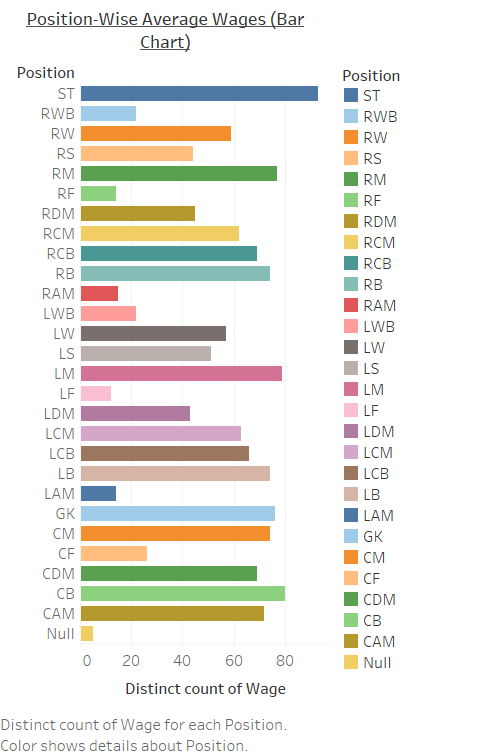 Position-Wise Average Wages (Bar
Chart)
Position
ST
RWB
RW
RS
RM
RF
RDM
RCM
RCB
RB
RAM
LWB
LW
LS
LM
LF
LDM
LCM
LCB
LB
LAM
GK
CM
CF
CDM
CB
CAM
Null
0 20 40 60 80
Distinct count of Wage
Position
ST
RWB
RW
RS
RM
RF
RDM
RCM
RCB
RB
RAM
LWB
LW
LS
LM
LF
LDM
LCM
LCB
LB
LAM
GK
CM
CF
CDM
CB
CAM
Null
Distinct count of Wage for each Position.
Color shows details about Position.